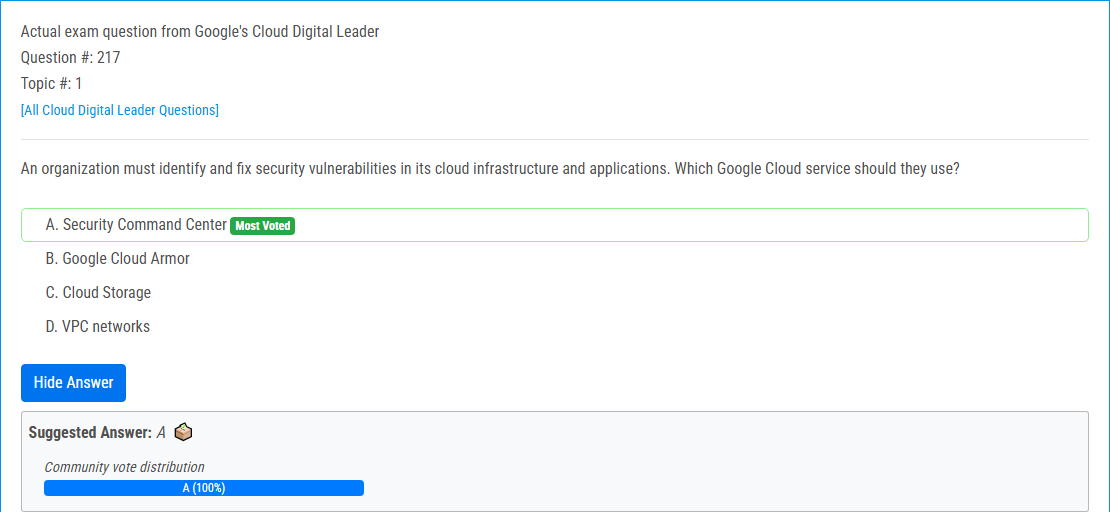 Actual exam question from Google's Cloud Digital Leader
Question #: 217
Topic #: 1
[All Cloud Digital Leader Questions]
An organization must identify and fix security vulnerabilities in its cloud infrastructure and applications. Which Google Cloud service should they use?
A. Security Command Center Most Voted
B. Google Cloud Armor
C. Cloud Storage
D. VPC networks
Hide Answer
Suggested Answer: A
Community vote distribution
A (100%)